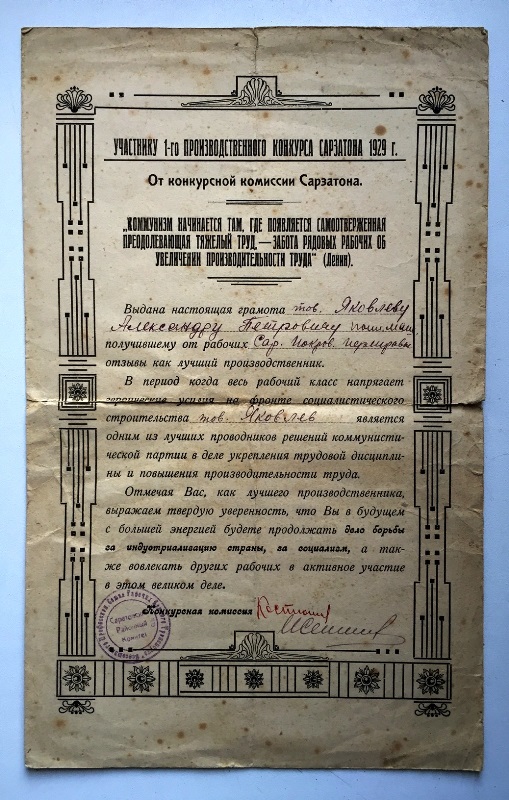 УЧАСТНИКУ 1-го ПРОИЗВОДСТВЕННОГО КОНКУРСА САРЗАТОНА 1929 г.
От конкурсной комиссии Сарзатона.
„КОММУНИЗМ НАЧИНАЕТСЯ ТАМ, ГДЕ ПОЯВЛЯЕТСЯ САМООТВЕРЖЕННАЯ
ПРЕОДОЛЕВАЮЩАЯ ТЯЖЕЛЫЙ ТРУД,—ЗАБОТА РЯДОВЫХ РАБОЧИХ ОБ
УВЕЛИЧЕНИИ ПРОИЗВОДИТЕЛЬНОСТИ ТРУДА“ (Ленин).
Выдана настоящая грамота тов. Яковлеву
Александру Петровичу
получившему от рабочих Сар. Покров.
отзывы как лучший производственник.
В период когда весь рабочий класс напрягает
героические усилия на фронте социалистического
строительства тов. Яковлев является
одним из лучших проводников решений коммунисти-
ческой партии в деле укрепления трудовой дисципли-
ны и повышения производительности труда.
Отмечая Вас, как лучшего производственника,
выражаем твердую уверенность, что Вы в будущем
с большей энергией будете продолжать дело борьбы
за индустриализацию страны, за социализм, а так-
же вовлекать других рабочих в активное участие
в этом великом деле.
Конкурсная комиссия
Районный
Комитет